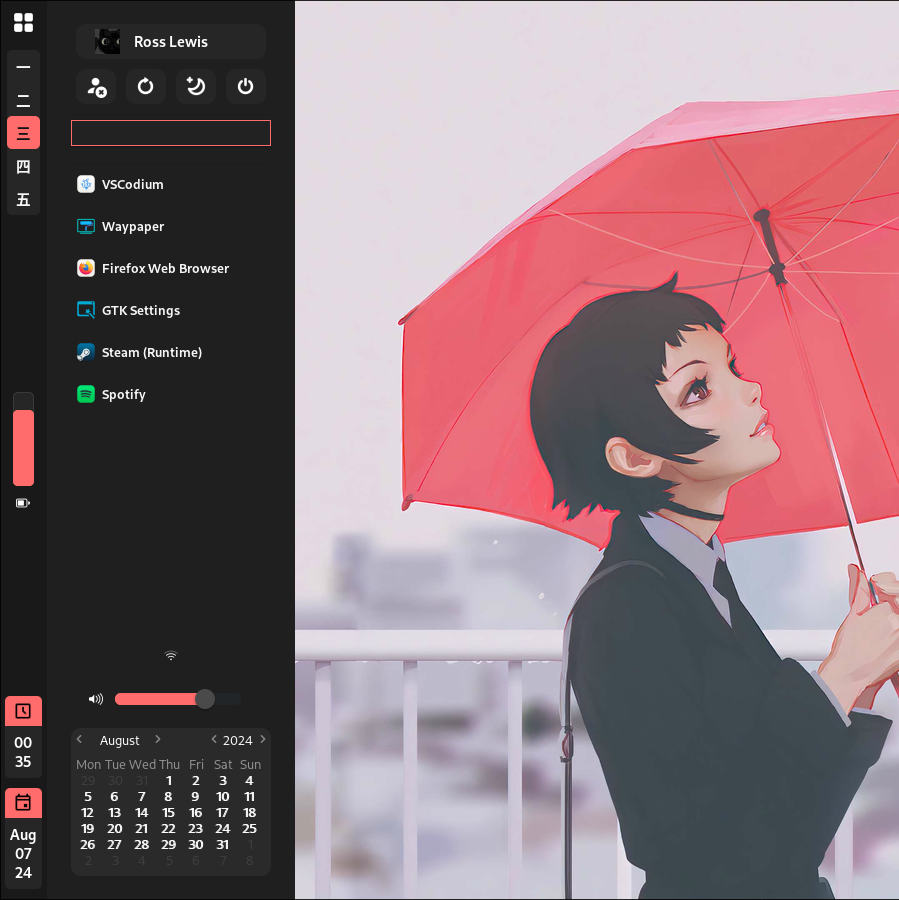 一
二
三
四
五
00
35
Aug
07
24
Ross Lewis
VSCodium
Waypaper
Firefox Web Browser
GTK Settings
Steam (Runtime)
Spotify
August 2024
Mon Tue Wed Thu Fri Sat Sun
29 30 31 1 2 3 4
5 6 7 8 9 10 11
12 13 14 15 16 17 18
19 20 21 22 23 24 25
26 27 28 29 30 31 1
2 3 4 5 6 7 8